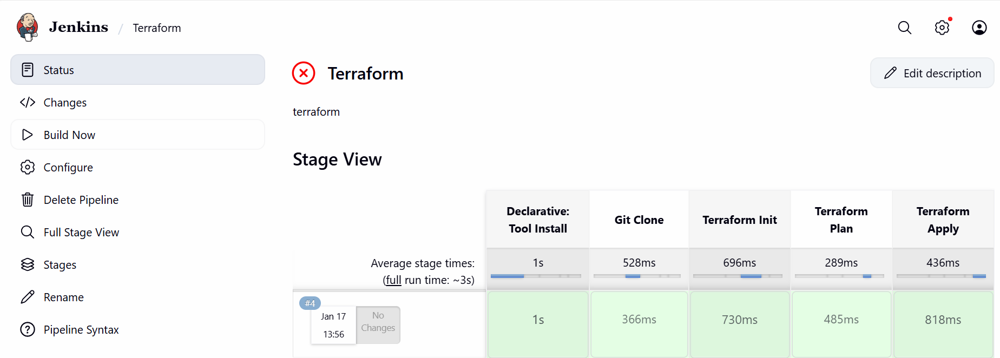 Jenkins / Terraform
Status
Changes
Build Now
Configure
Delete Pipeline
Full Stage View
Stages
Rename
Pipeline Syntax
Terraform
Edit description
terraform
Stage View
Declarative:
Tool Install
Git Clone
Terraform Init
Terraform
Plan
Terraform
Apply
Average stage times:
(full run time: ~3s)
1s
528ms
696ms
289ms
436ms
#4
Jan 17
13:56
No
Changes
1s
366ms
730ms
485ms
818ms